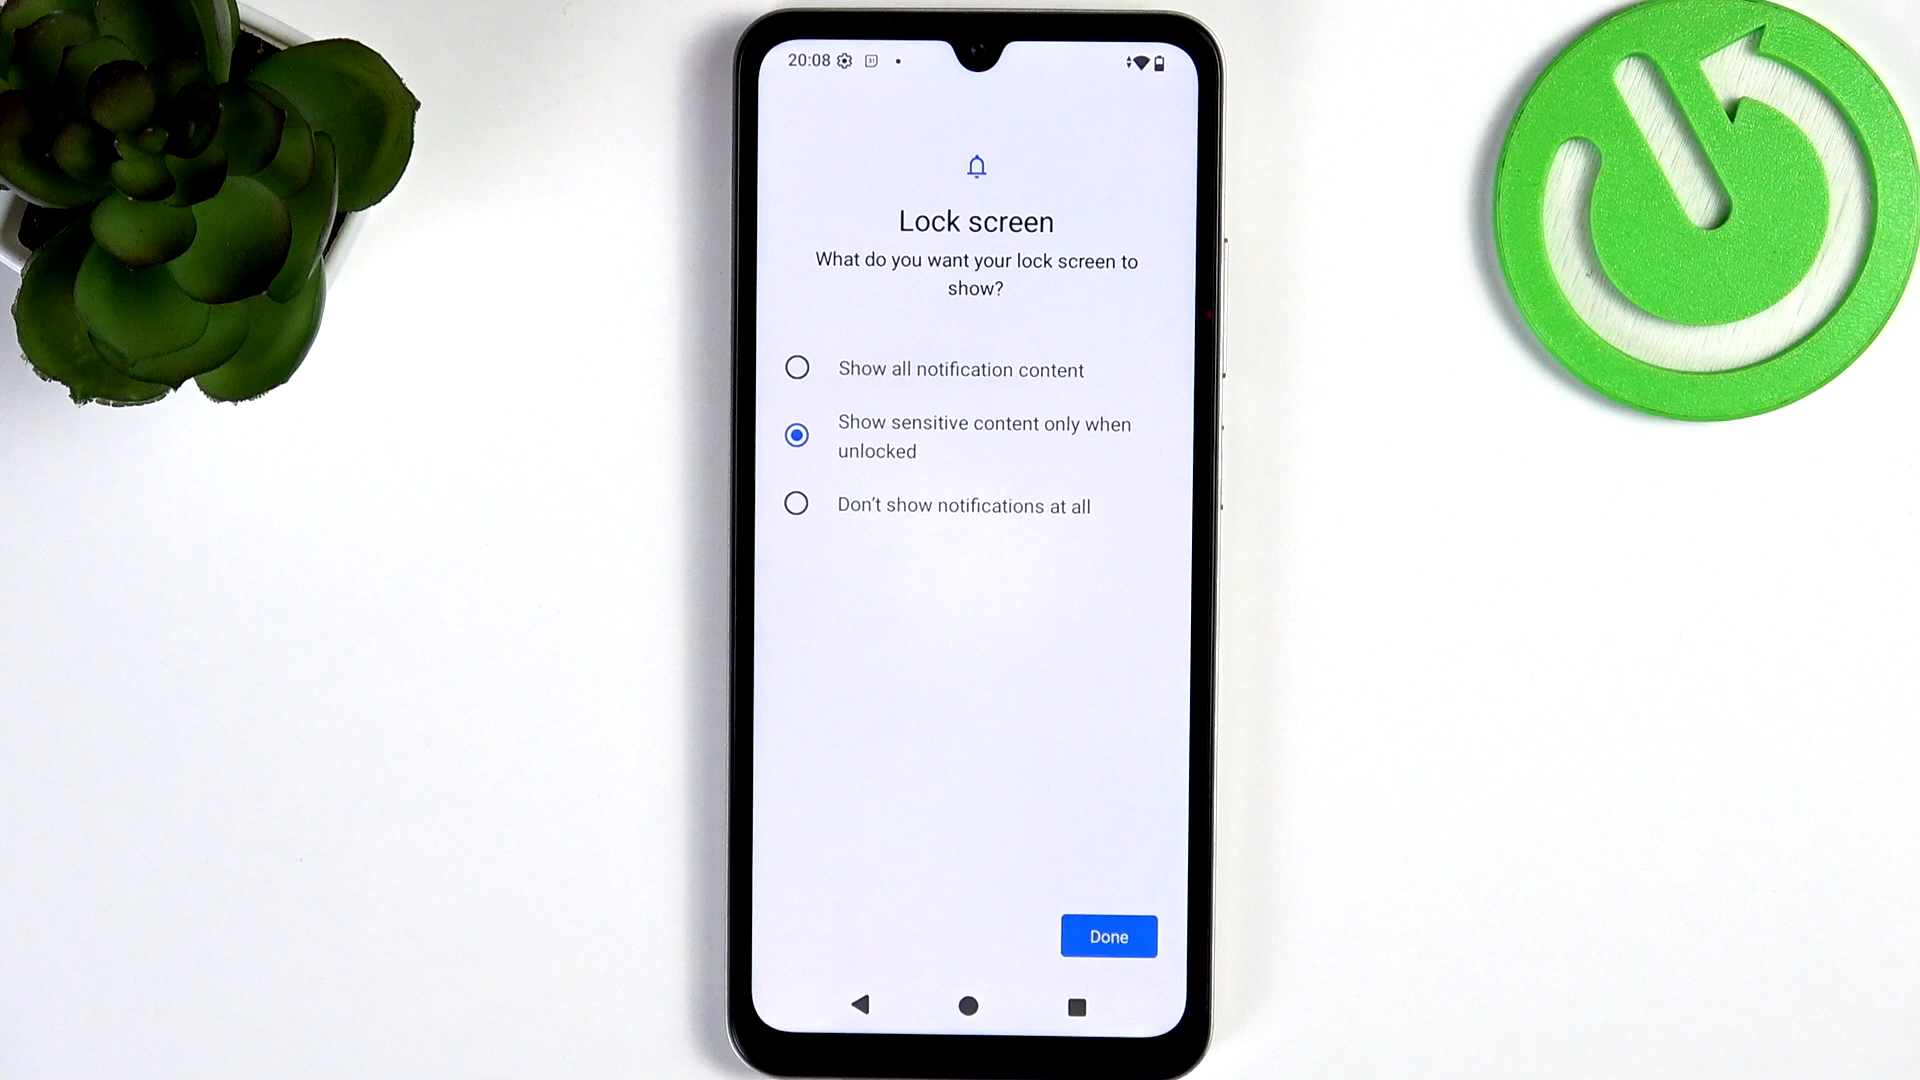 20:08
Lock screen
What do you want your lock screen to
show?
Show all notification content
Show sensitive content only when
unlocked
Don't show notifications at all
Done